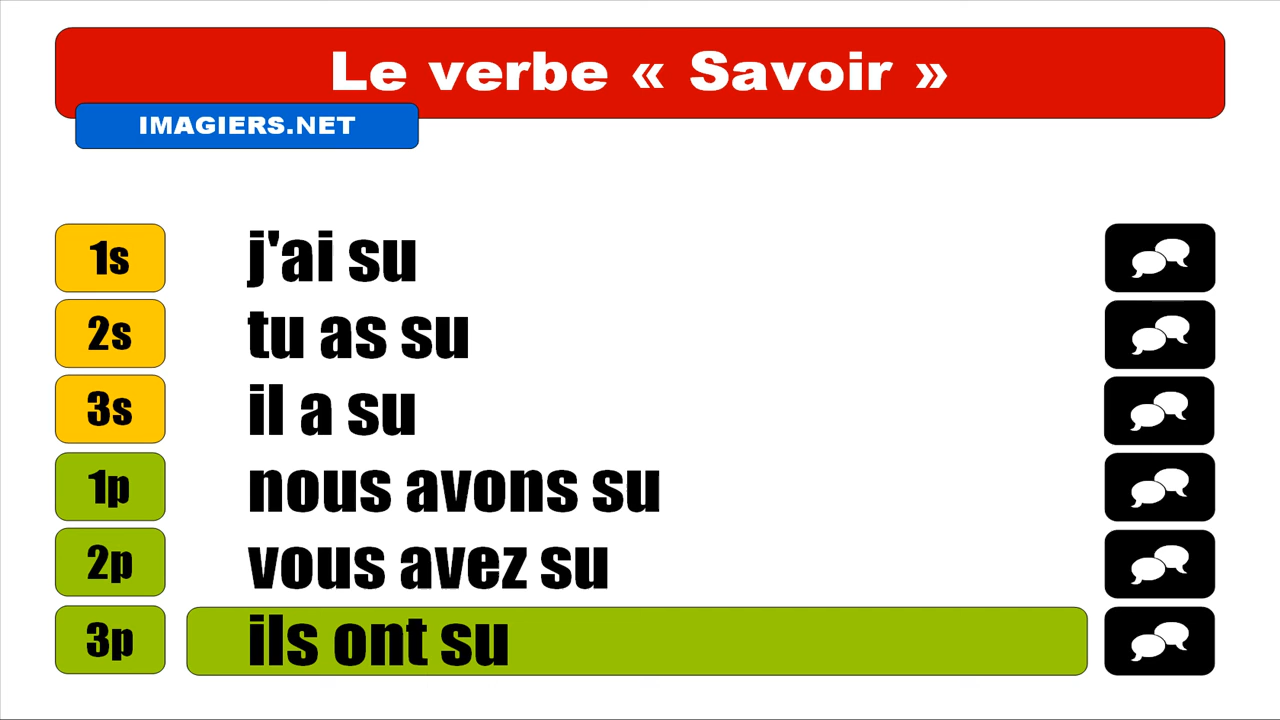 Le verbe « Savoir »
IMAGIERS.NET
1s j'ai su
2s tu as su
3s il a su
1p nous avons su
2p vous avez su
3p ils ont su